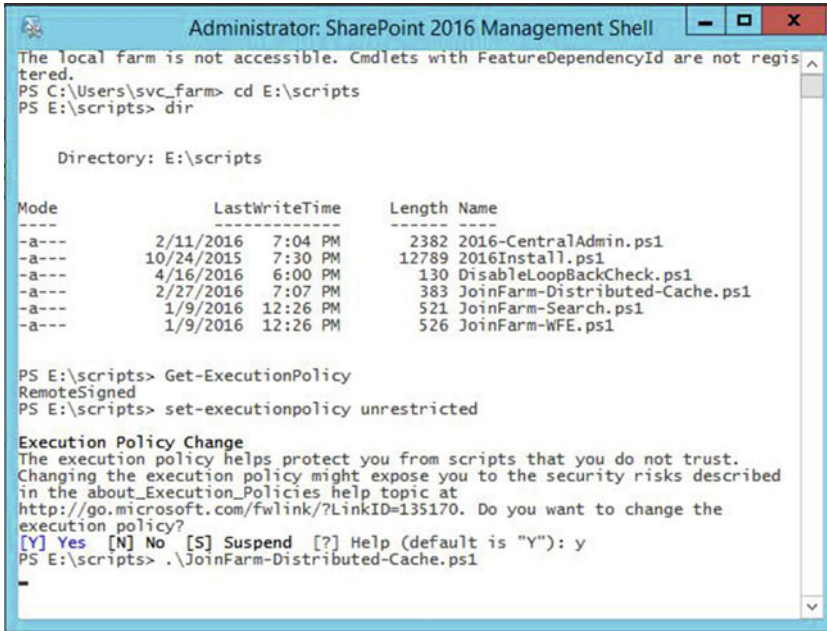 Administrator: SharePoint 2016 Management Shell
The local farm is not accessible. Cmdlets with FeatureDependencyId are not regis
tered.
PS C:\Users\svc_farm> cd E:\scripts
PS E:\scripts> dir
Directory: E:\scripts
Mode LastWriteTime Length Name
---- ------------- ------ ----
-a--- 2/11/2016 7:04 PM 2382 2016-CentralAdmin.ps1
-a--- 10/24/2015 7:30 PM 12789 2016Install.ps1
-a--- 4/16/2016 6:00 PM 130 DisableLoopBackCheck.ps1
-a--- 2/27/2016 7:07 PM 383 JoinFarm-Distributed-Cache.ps1
-a--- 1/9/2016 12:26 PM 521 JoinFarm-Search.ps1
-a--- 1/9/2016 12:26 PM 526 JoinFarm-WFE.ps1
PS E:\scripts> Get-ExecutionPolicy
RemoteSigned
PS E:\scripts> set-executionpolicy unrestricted
Execution Policy Change
The execution policy helps protect you from scripts that you do not trust.
Changing the execution policy might expose you to the security risks described
in the about_Execution_Policies help topic at
http://go.microsoft.com/fwlink/?LinkID=135170. Do you want to change the
execution policy?
[Y] Yes [N] No [S] Suspend [?] Help (default is "Y"): y
PS E:\scripts> .\JoinFarm-Distributed-Cache.ps1